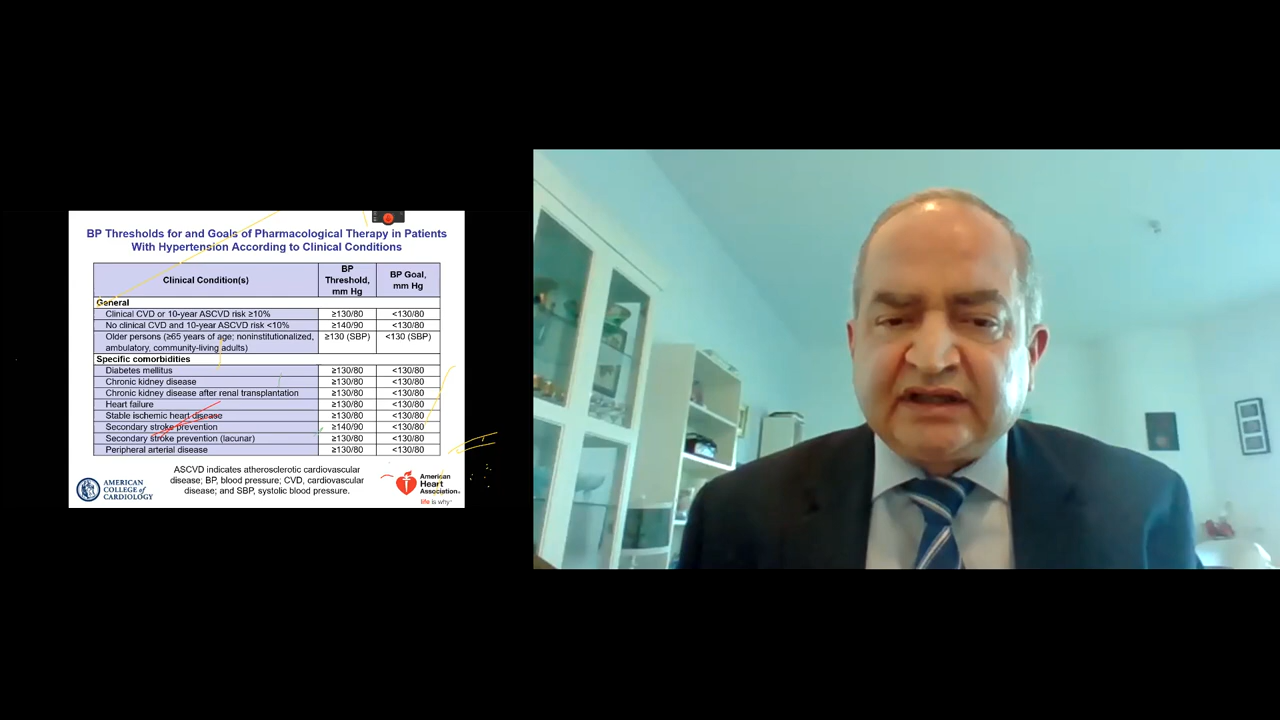 BP Thresholds for and Goals of Pharmacological Therapy in Patients
With Hypertension According to Clinical Conditions
Clinical Condition(s) BP Threshold, mm Hg BP Goal, mm Hg
General
Clinical CVD or 10-year ASCVD risk ≥10% ≥130/80 <130/80
No clinical CVD and 10-year ASCVD risk <10% ≥140/90 <130/80
Older persons (≥65 years of age; noninstitutionalized, ≥130 (SBP) <130 (SBP)
ambulatory, community-living adults)
Specific comorbidities
Diabetes mellitus ≥130/80 <130/80
Chronic kidney disease ≥130/80 <130/80
Chronic kidney disease after renal transplantation ≥130/80 <130/80
Heart failure ≥130/80 <130/80
Stable ischemic heart disease ≥130/80 <130/80
Secondary stroke prevention ≥140/90 <130/80
Secondary stroke prevention (lacunar) ≥130/80 <130/80
Peripheral arterial disease ≥130/80 <130/80
ASCVD indicates atherosclerotic cardiovascular
disease; BP, blood pressure; CVD, cardiovascular
disease; and SBP, systolic blood pressure.
AMERICAN
COLLEGE of
CARDIOLOGY
American
Heart
Association®
life is why™